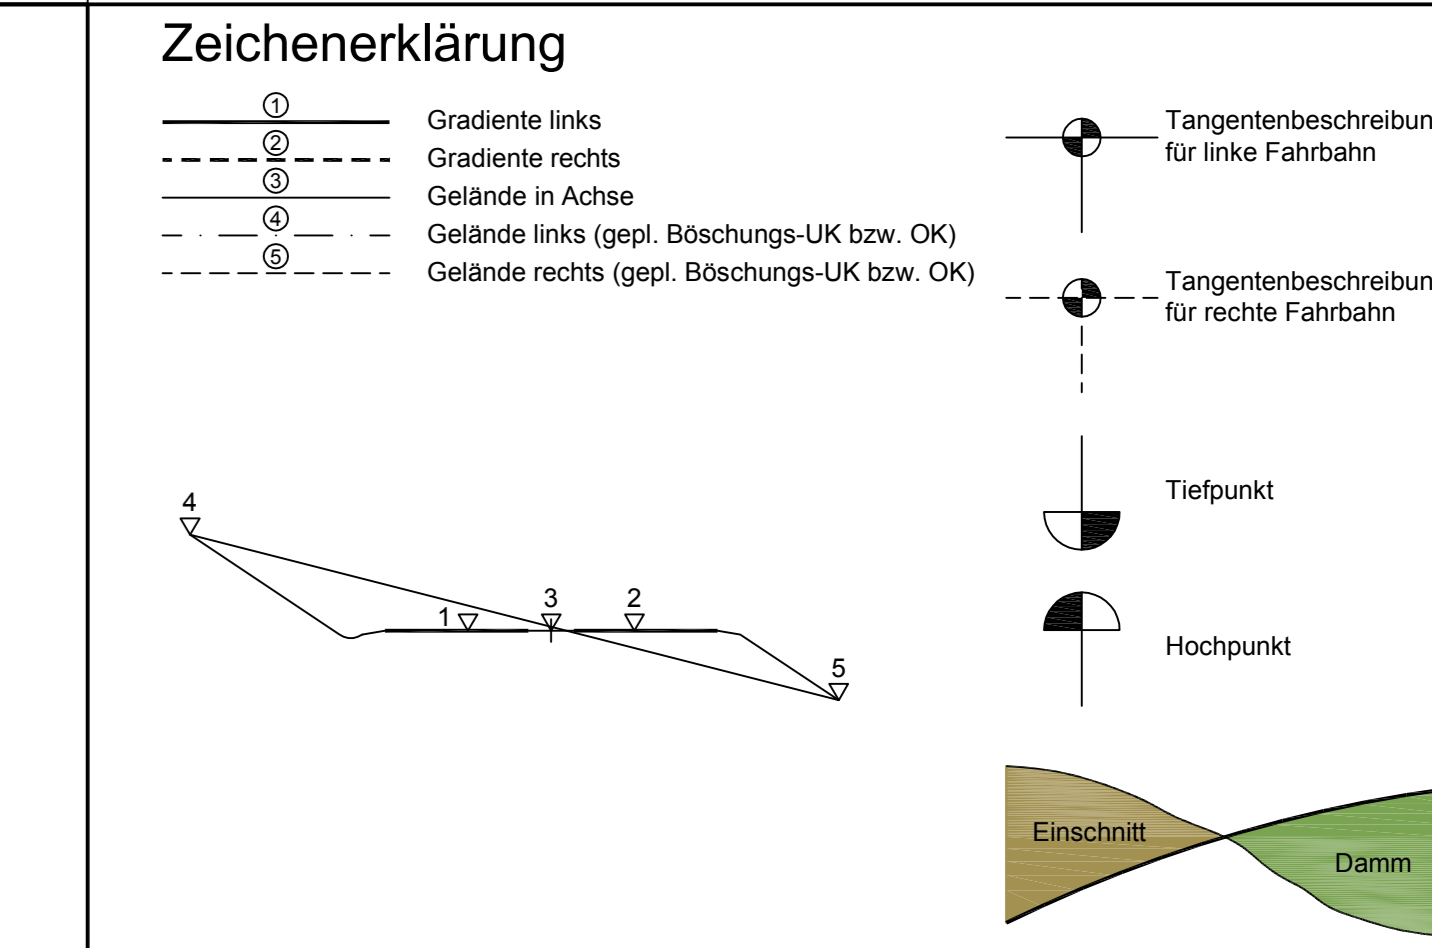 Zeichenerklärung
1 Gradiente links
2 Gradiente rechts
3 Gelände in Achse
4 Gelände links (gepl. Böschungs-UK bzw. OK)
5 Gelände rechts (gepl. Böschungs-UK bzw. OK)
Tangentenbeschreibun
für linke Fahrbahn
Tangentenbeschreibun
für rechte Fahrbahn
Tiefpunkt
Hochpunkt
4
1
3
2
5
Einschnitt
Damm